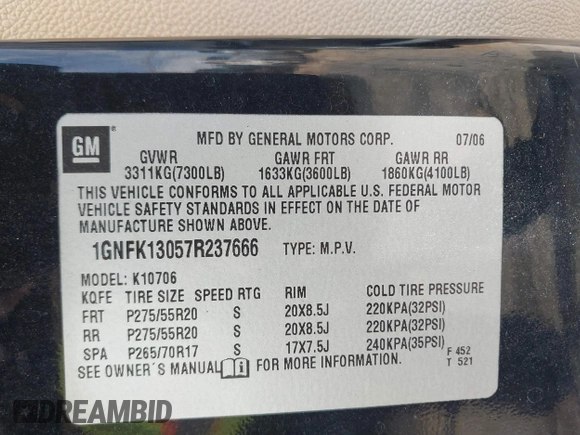 GM ®
MFD BY GENERAL MOTORS CORP. 07/06
GVWR GAWR FRT GAWR RR
3311KG(7300LB) 1633KG(3600LB) 1860KG(4100LB)
THIS VEHICLE CONFORMS TO ALL APPLICABLE U.S. FEDERAL MOTOR
VEHICLE SAFETY STANDARDS IN EFFECT ON THE DATE OF
MANUFACTURE SHOWN ABOVE.
1GNFK13057R237666 TYPE: M.P.V.
MODEL: K10706
KQFE TIRE SIZE SPEED RTG RIM COLD TIRE PRESSURE
FRT P275/55R20 S 20X8.5J 220KPA(32PSI)
RR P275/55R20 S 20X8.5J 220KPA(32PSI)
SPA P265/70R17 S 17X7.5J 240KPA(35PSI)
SEE OWNER'S MANUAL FOR MORE INFORMATION. F 452
T 521
DREAMBID